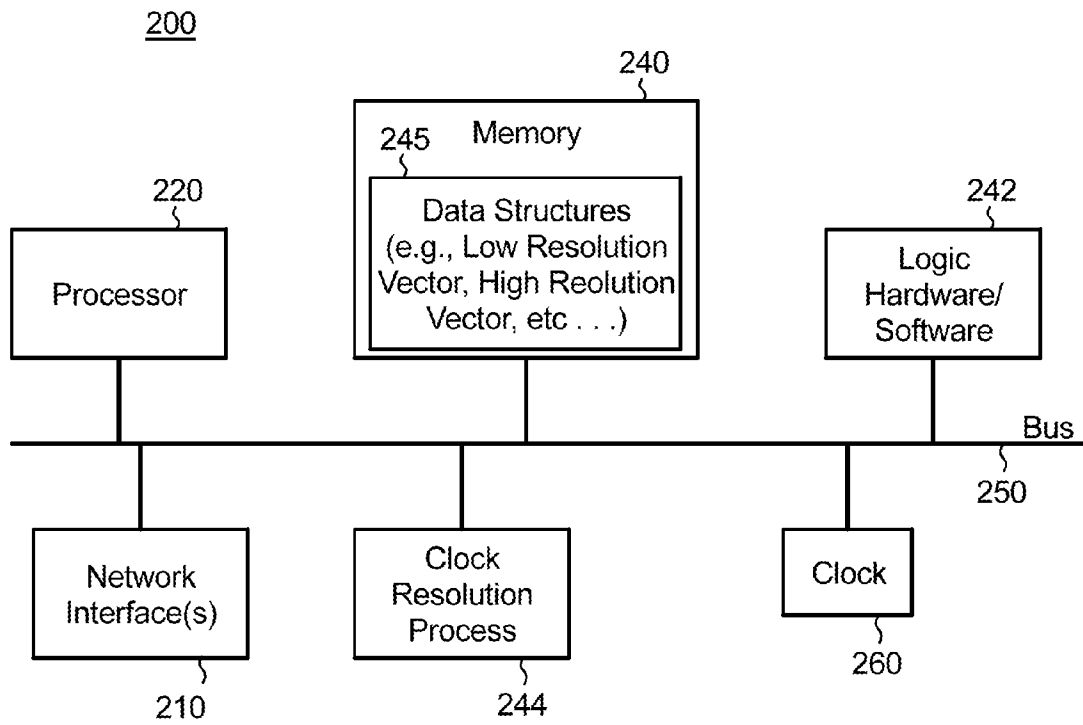 200
240
Memory
245
Data Structures
(e.g., Low Resolution
Vector, High Reolution
Vector, etc . . .)
220
Processor
242
Logic
Hardware/
Software
Bus
250
Network
Interface(s)
210
Clock
Resolution
Process
244
Clock
260